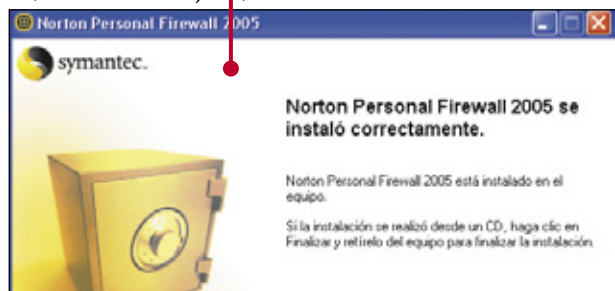 Norton Personal Firewall 2005
symantec.
Norton Personal Firewall 2005 se
instaló correctamente.
Norton Personal Firewall 2005 está instalado en el
equipo.
Si la instalación se realizó desde un CD, haga clic en
Finalizar y retírelo del equipo para finalizar la instalación.